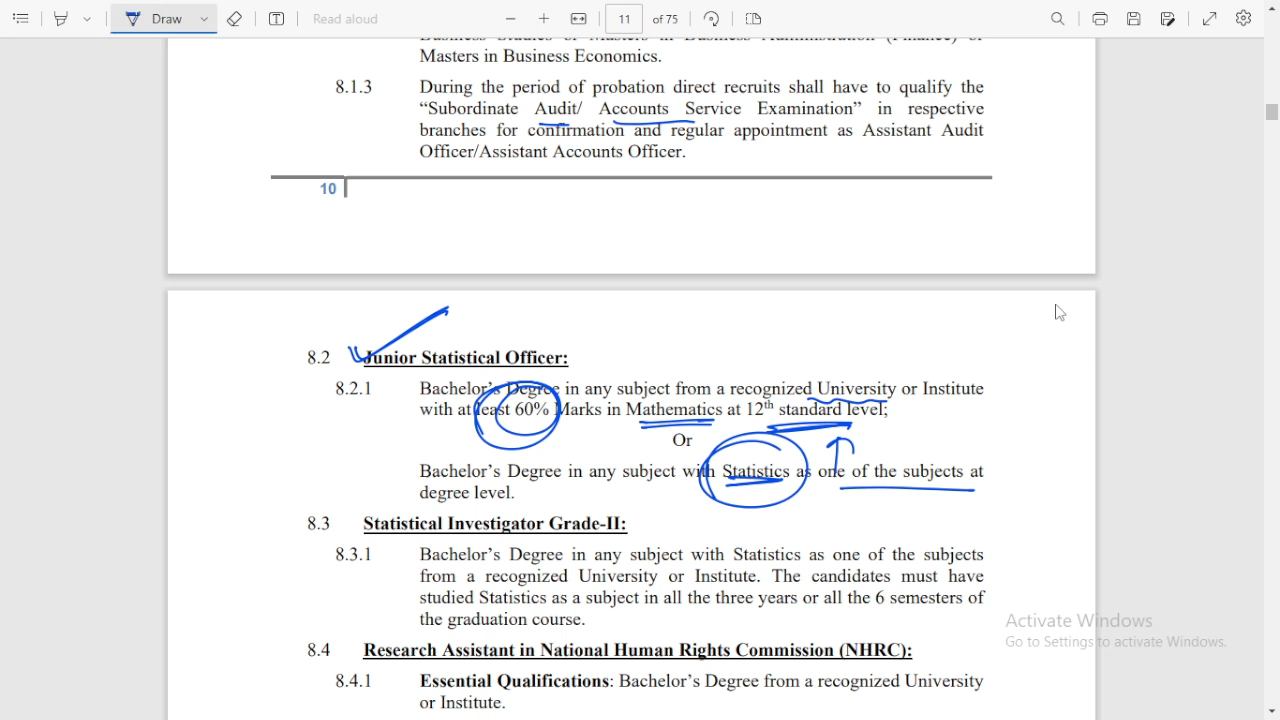 Draw
Read aloud
11
of 75
Masters in Business Economics.
8.1.3 During the period of probation direct recruits shall have to qualify the
“Subordinate Audit/ Accounts Service Examination” in respective
branches for confirmation and regular appointment as Assistant Audit
Officer/Assistant Accounts Officer.
10
8.2 Junior Statistical Officer:
8.2.1 Bachelor’s Degree in any subject from a recognized University or Institute
with at least 60% Marks in Mathematics at 12th standard level;
Or
Bachelor’s Degree in any subject with Statistics as one of the subjects at
degree level.
8.3 Statistical Investigator Grade-II:
8.3.1 Bachelor’s Degree in any subject with Statistics as one of the subjects
from a recognized University or Institute. The candidates must have
studied Statistics as a subject in all the three years or all the 6 semesters of
the graduation course.
Activate Windows
Go to Settings to activate Windows.
8.4 Research Assistant in National Human Rights Commission (NHRC):
8.4.1 Essential Qualifications: Bachelor’s Degree from a recognized University
or Institute.